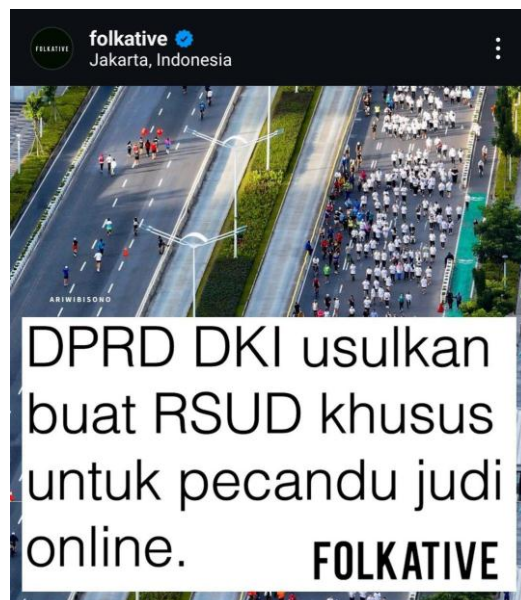 FOLKATIVE
folkative
Jakarta, Indonesia
ARIWIBISONO
DPRD DKI usulkan
buat RSUD khusus
untuk pecandu judi
online.
FOLKATIVE